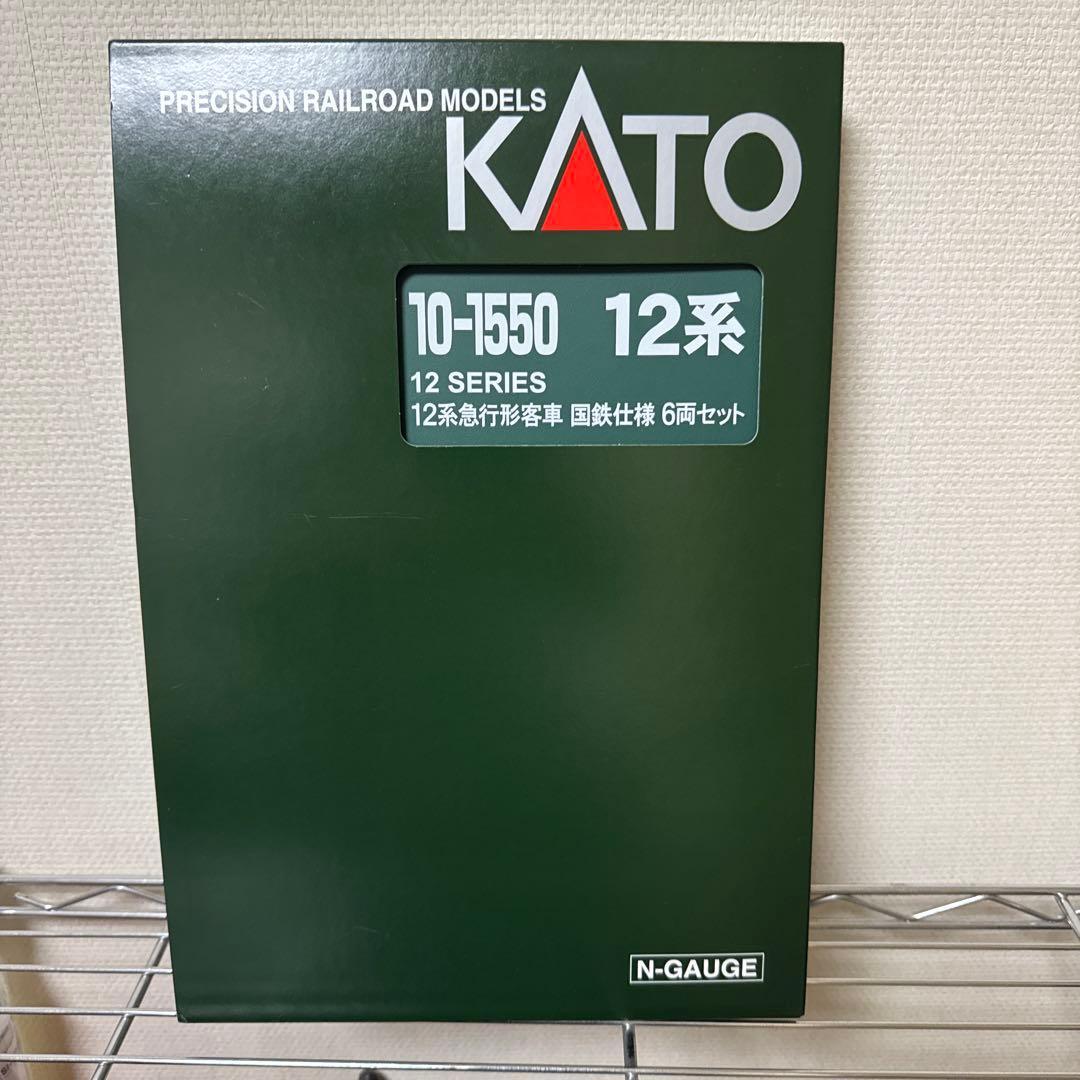 PRECISION RAILROAD MODELS
KATO
10-1550 12系
12 SERIES
12系急行形客車 国鉄仕様 6両セット
N-GAUGE